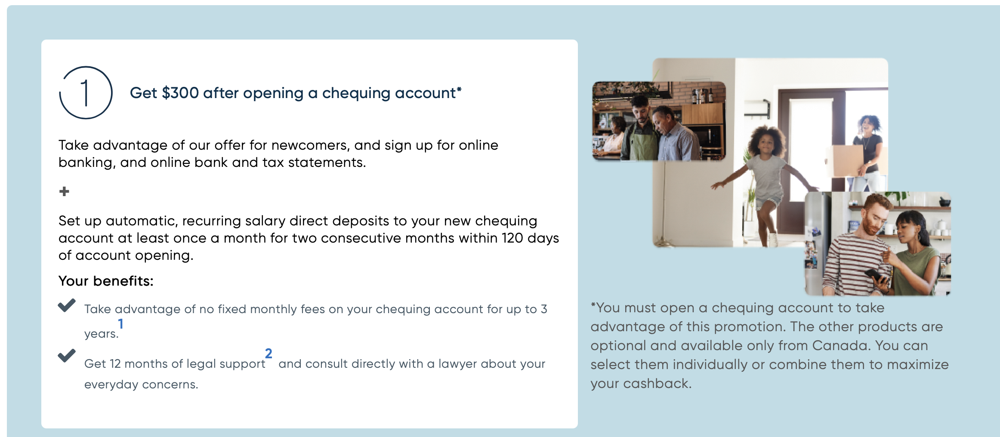 1
Get $300 after opening a chequing account*
Take advantage of our offer for newcomers, and sign up for online
banking, and online bank and tax statements.
+
Set up automatic, recurring salary direct deposits to your new chequing
account at least once a month for two consecutive months within 120 days
of account opening.
Your benefits:
Take advantage of no fixed monthly fees on your chequing account for up to 3
years.1
Get 12 months of legal support2 and consult directly with a lawyer about your
everyday concerns.
*You must open a chequing account to take
advantage of this promotion. The other products are
optional and available only from Canada. You can
select them individually or combine them to maximize
your cashback.